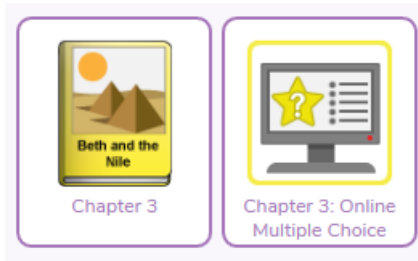 Beth and the
Nile
Chapter 3
?
Chapter 3: Online
Multiple Choice